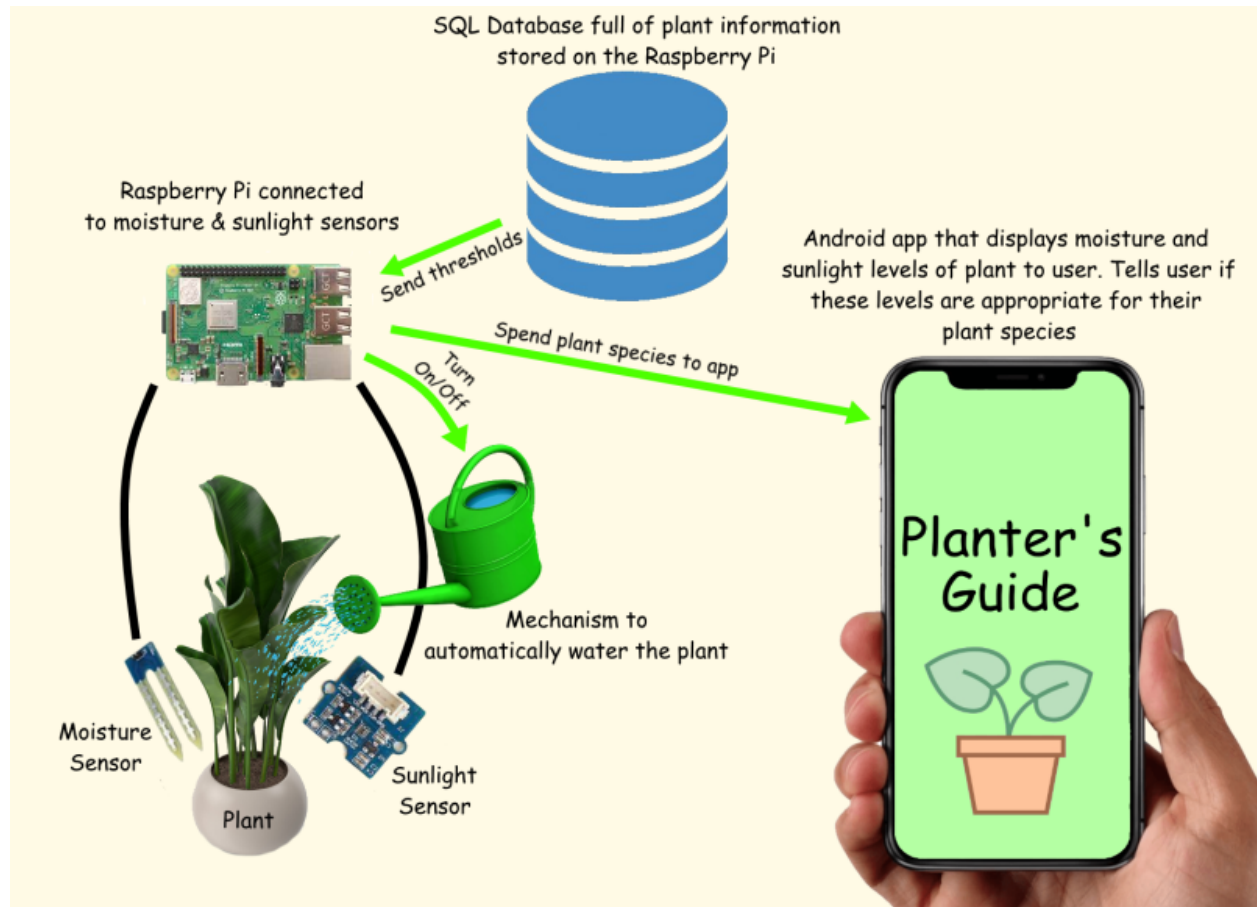 SQL Database full of plant information
stored on the Raspberry Pi
Raspberry Pi connected
to moisture & sunlight sensors
Send thresholds
Android app that displays moisture and
sunlight levels of plant to user. Tells user if
these levels are appropriate for their
plant species
Spend plant species to app
Turn
On/Off
Planter's
Guide
Mechanism to
automatically water the plant
Moisture
Sensor
Sunlight
Sensor
Plant
GCT
GCT